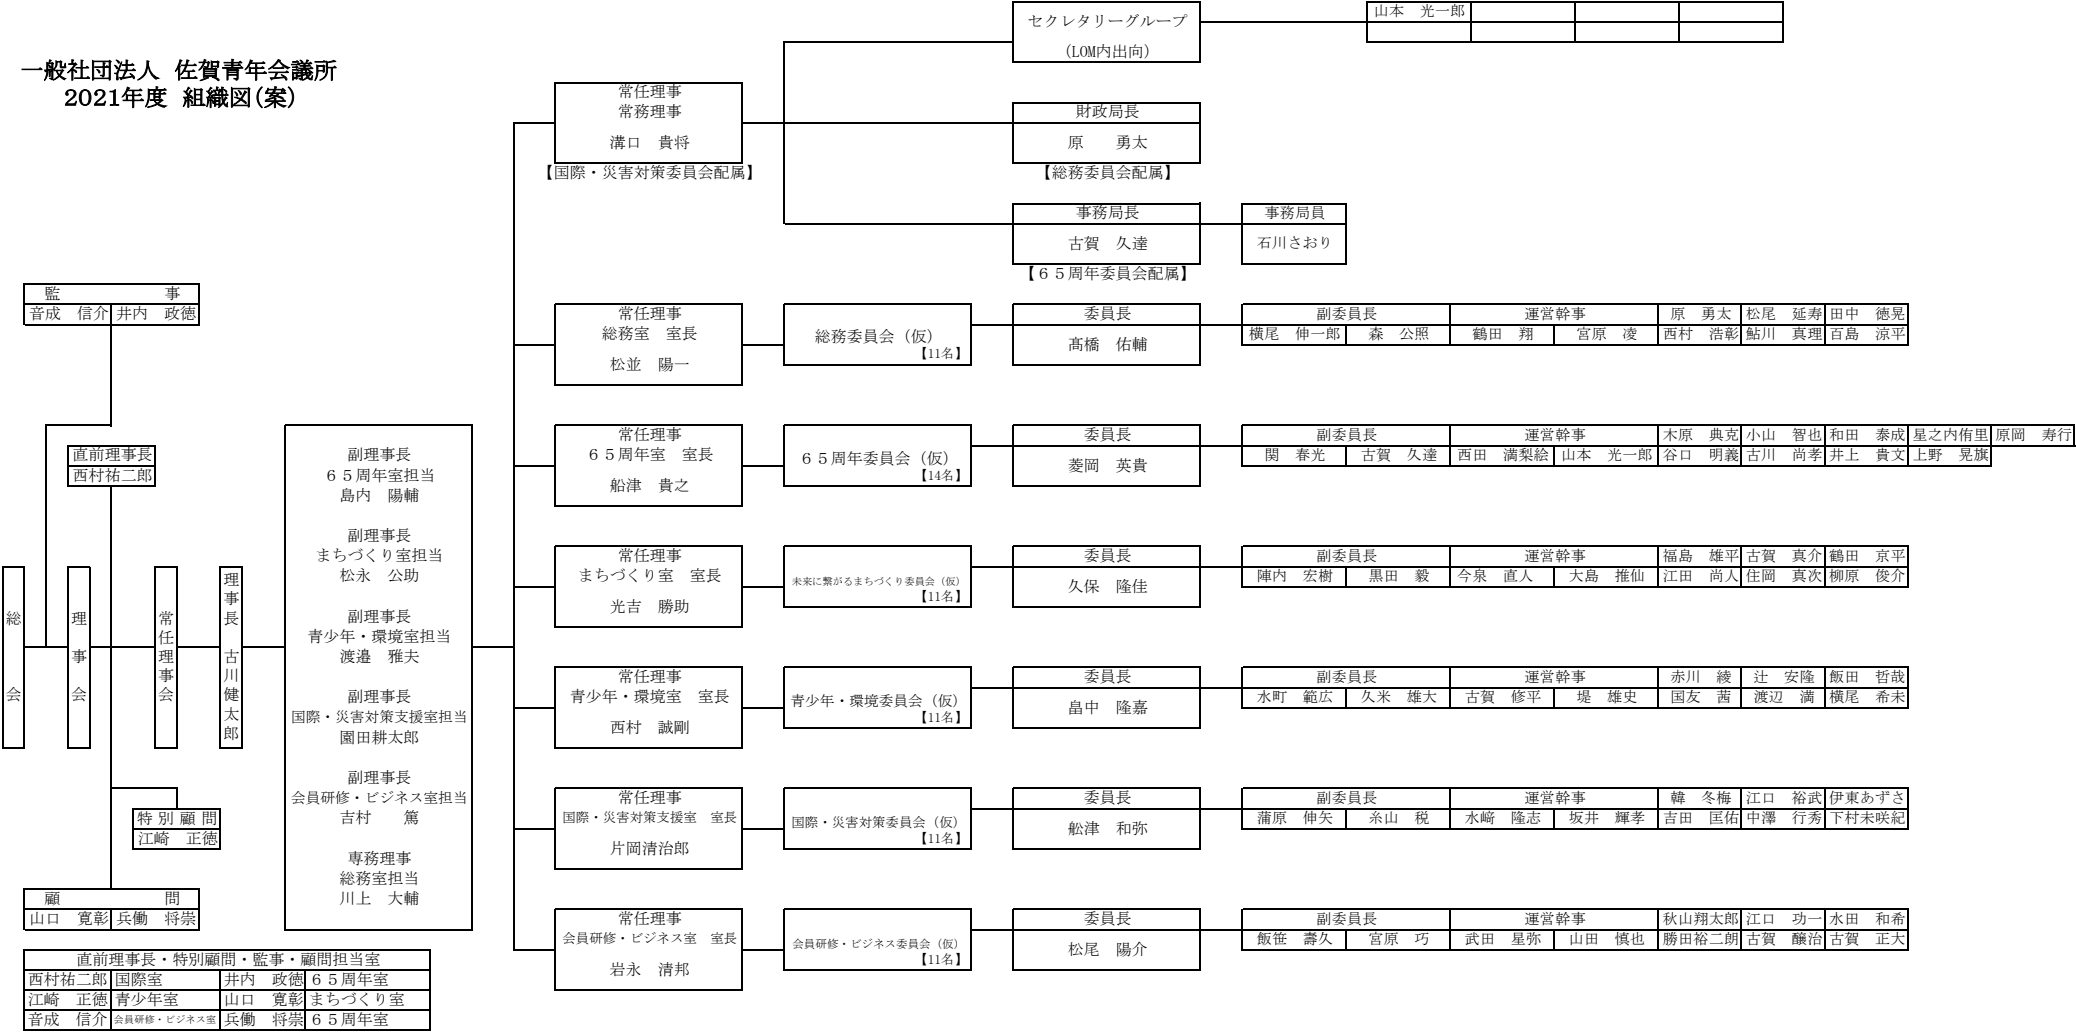 一般社団法人　佐賀青年会議所
2021年度　組織図(案)
セクレタリーグループ
(LOM内出向)
山本　光一郎
常任理事
常務理事
溝口　貴将
【国際・災害対策委員会配属】
財政局長
原　　勇太
【総務委員会配属】
事務局長
古賀　久達
【６５周年委員会配属】
事務局員
石川さおり
監　事
音成　信介　井内　政徳
直前理事長
西村祐二郎
総会
理事会
常任理事会
理事長　古川健太郎
特別顧問
江崎　正徳
顧　問
山口　寛彰　兵働　将崇
直前理事長・特別顧問・監事・顧問担当室
西村祐二郎　国際室　井内　政徳　６５周年室
江崎　正徳　青少年室　山口　寛彰　まちづくり室
音成　信介　会員研修・ビジネス室　兵働　将崇　６５周年室
副理事長
６５周年室担当
島内　陽輔
副理事長
まちづくり室担当
松永　公助
副理事長
青少年・環境室担当
渡邉　雅夫
副理事長
国際・災害対策支援室担当
園田耕太郎
副理事長
会員研修・ビジネス室担当
吉村　　篤
専務理事
総務室担当
川上　大輔
常任理事
総務室　室長
松並　陽一
総務委員会（仮）
【11名】
委員長
髙橋　佑輔
副委員長　運営幹事　原　勇太　松尾　延寿　田中　徳晃
横尾　伸一郎　森　公照　鶴田　翔　宮原　凌　西村　浩彰　鮎川　真理　百島　涼平
常任理事
６５周年室　室長
船津　貴之
６５周年委員会（仮）
【14名】
委員長
菱岡　英貴
副委員長　運営幹事　木原　典克　小山　智也　和田　泰成　星之内侑里　原岡　寿行
関　春光　古賀　久達　西田　満梨絵　山本　光一郎　谷口　明義　古川　尚孝　井上　貴文　上野　晃旗
常任理事
まちづくり室　室長
光吉　勝助
未来に繋がるまちづくり委員会（仮）
【11名】
委員長
久保　隆佳
副委員長　運営幹事　福島　雄平　古賀　真介　鶴田　京平
陣内　宏樹　黒田　毅　今泉　直人　大島　推仙　江田　尚人　住岡　真次　柳原　俊介
常任理事
青少年・環境室　室長
西村　誠剛
青少年・環境委員会（仮）
【11名】
委員長
畠中　隆嘉
副委員長　運営幹事　赤川　綾　辻　安隆　飯田　哲哉
水町　範広　久米　雄大　古賀　修平　堤　雄史　国友　茜　渡辺　満　横尾　希未
常任理事
国際・災害対策支援室　室長
片岡清治郎
国際・災害対策委員会（仮）
【11名】
委員長
舩津　和弥
副委員長　運営幹事　韓　冬梅　江口　裕武　伊東あずさ
蒲原　伸矢　糸山　税　水﨑　隆志　坂井　輝孝　吉田　匡佑　中澤　行秀　下村未咲紀
常任理事
会員研修・ビジネス室　室長
岩永　清邦
会員研修・ビジネス委員会（仮）
【11名】
委員長
松尾　陽介
副委員長　運営幹事　秋山翔太郎　江口　功一　水田　和希
飯笹　壽久　宮原　巧　武田　星弥　山田　慎也　勝田裕二朗　古賀　醸治　古賀　正大